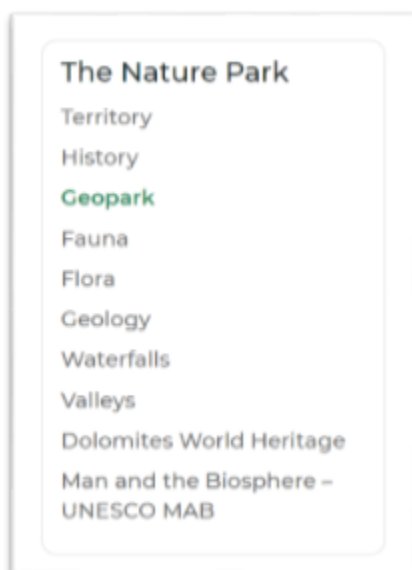 The Nature Park
Territory
History
Geopark
Fauna
Flora
Geology
Waterfalls
Valleys
Dolomites World Heritage
Man and the Biosphere –
UNESCO MAB